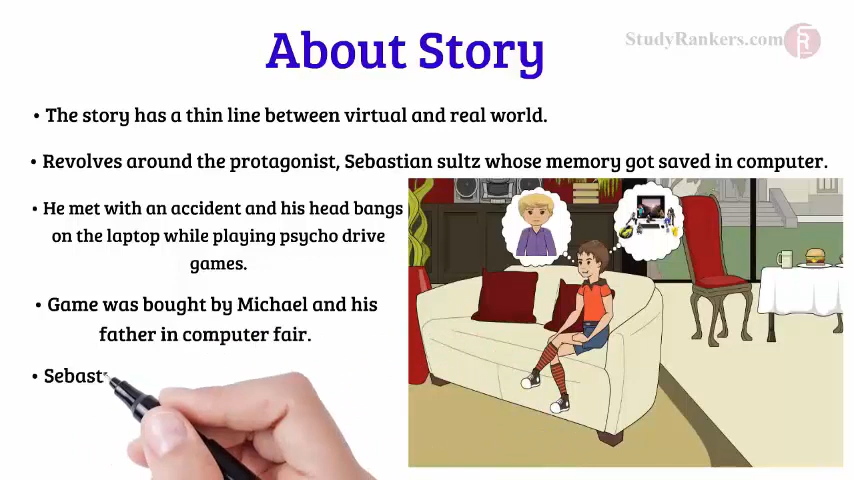 About Story
StudyRankers.com
• The story has a thin line between virtual and real world.
• Revolves around the protagonist, Sebastian sultz whose memory got saved in computer.
• He met with an accident and his head bangs
on the laptop while playing psycho drive
games.
• Game was bought by Michael and his
father in computer fair.
• Sebast